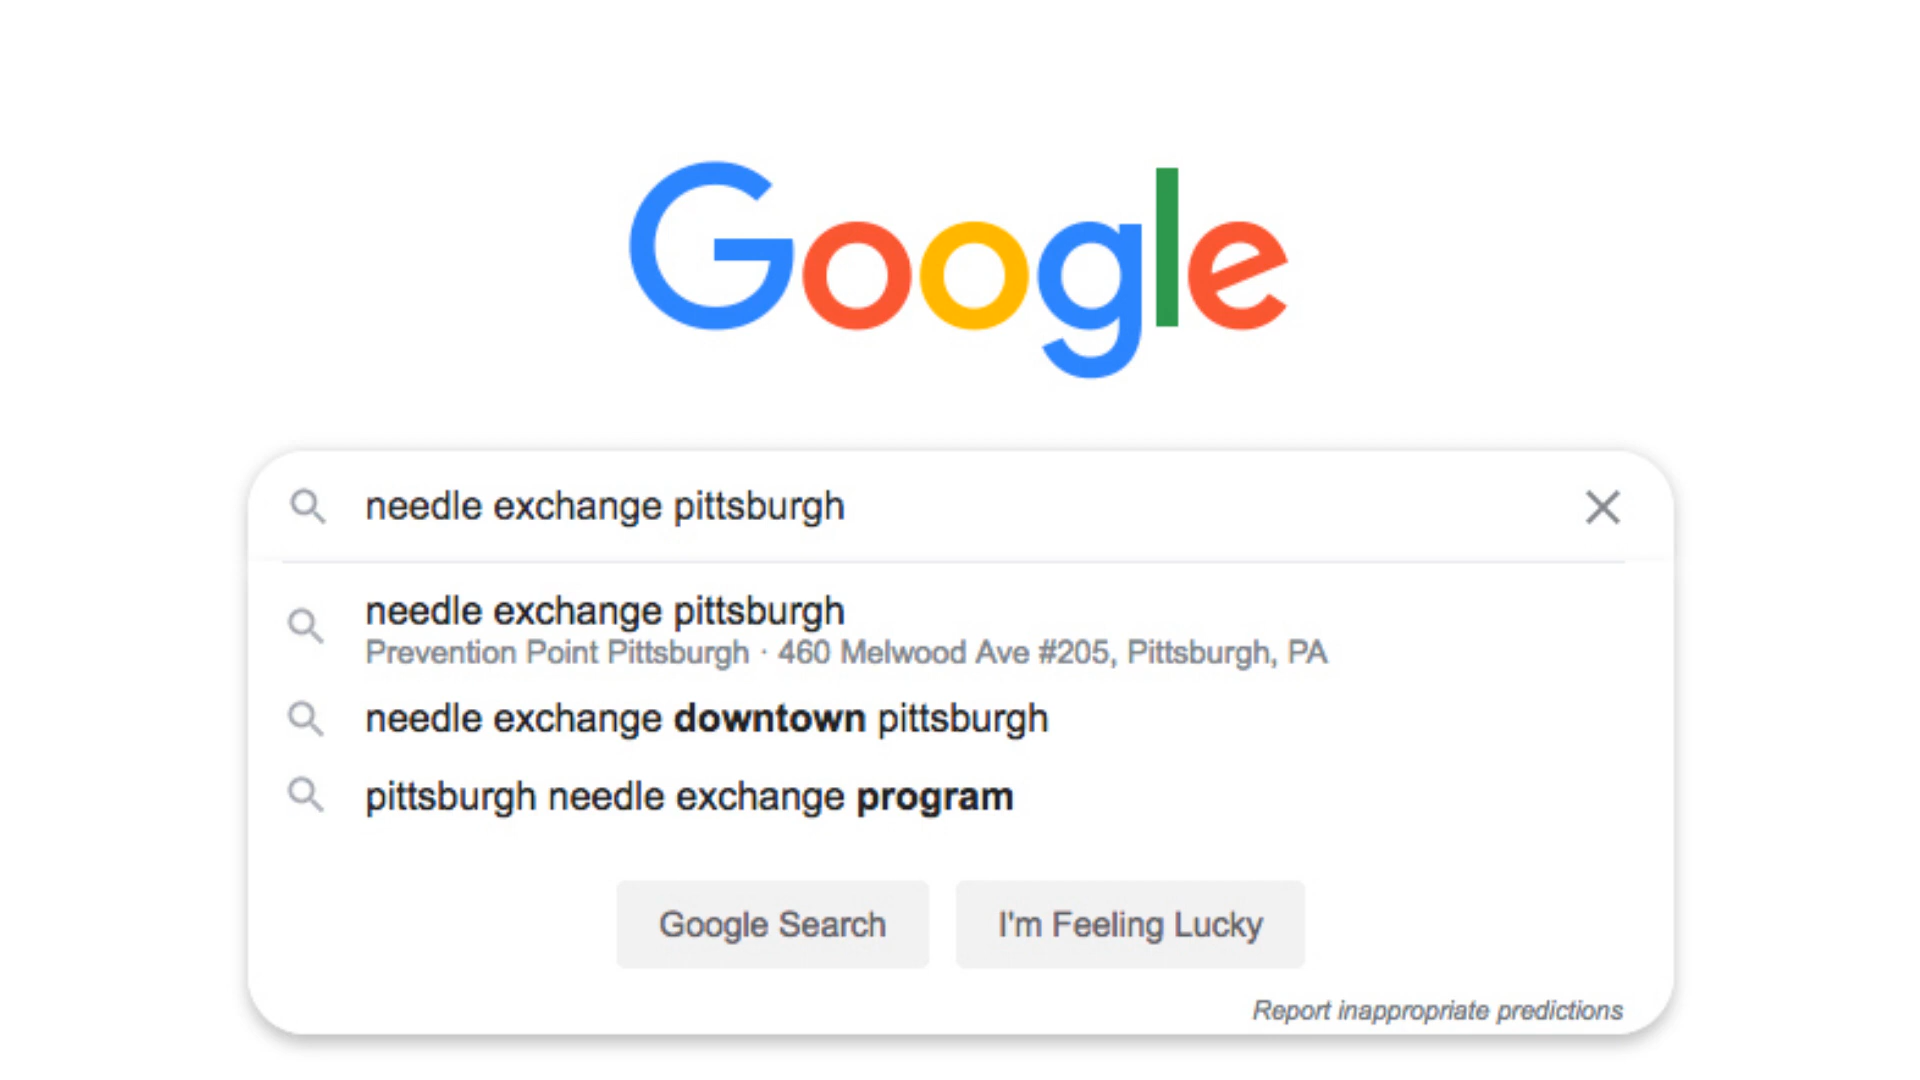 Google
needle exchange pittsburgh
needle exchange pittsburgh
Prevention Point Pittsburgh · 460 Melwood Ave #205, Pittsburgh, PA
needle exchange downtown pittsburgh
pittsburgh needle exchange program
Google Search
I'm Feeling Lucky
Report inappropriate predictions